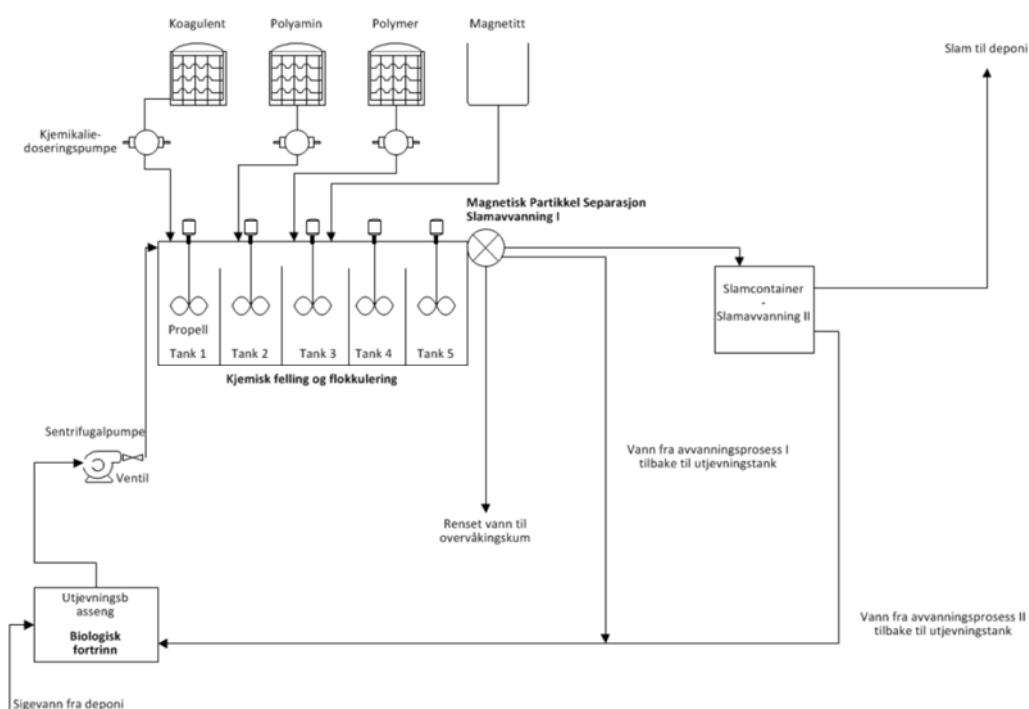 Koagulent
Polyamin
Polymer
Magnetitt
Slam til deponi
Kjemikalie-
doseringspumpe
Magnetisk Partikkel Separasjon
Slamavvanning I
Slamcontainer
-
Slamavvanning II
Propell
Tank 1
Tank 2
Tank 3
Tank 4
Tank 5
Kjemisk felling og flokkulering
Sentrifugalpumpe
Ventil
Vann fra avvanningsprosess I
tilbake til utjevningstank
Renset vann til
overvåkingskum
Utjevningsb
asseng
Biologisk
fortrinn
Vann fra avvanningsprosess II
tilbake til utjevningstank
Sigevann fra deponi